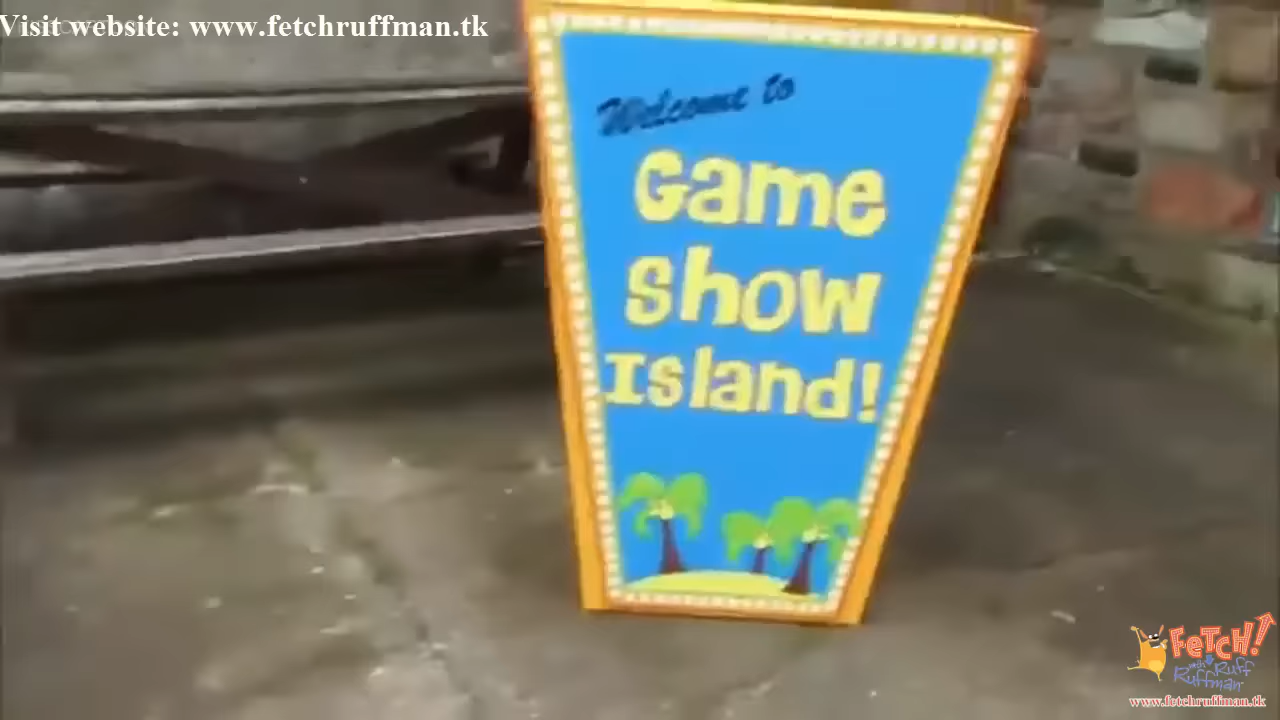 Visit website: www.fetchruffman.tk
Welcome to
Game
Show
Island!
FeTCH!
with Ruff
Ruffman
www.fetchruffman.tk